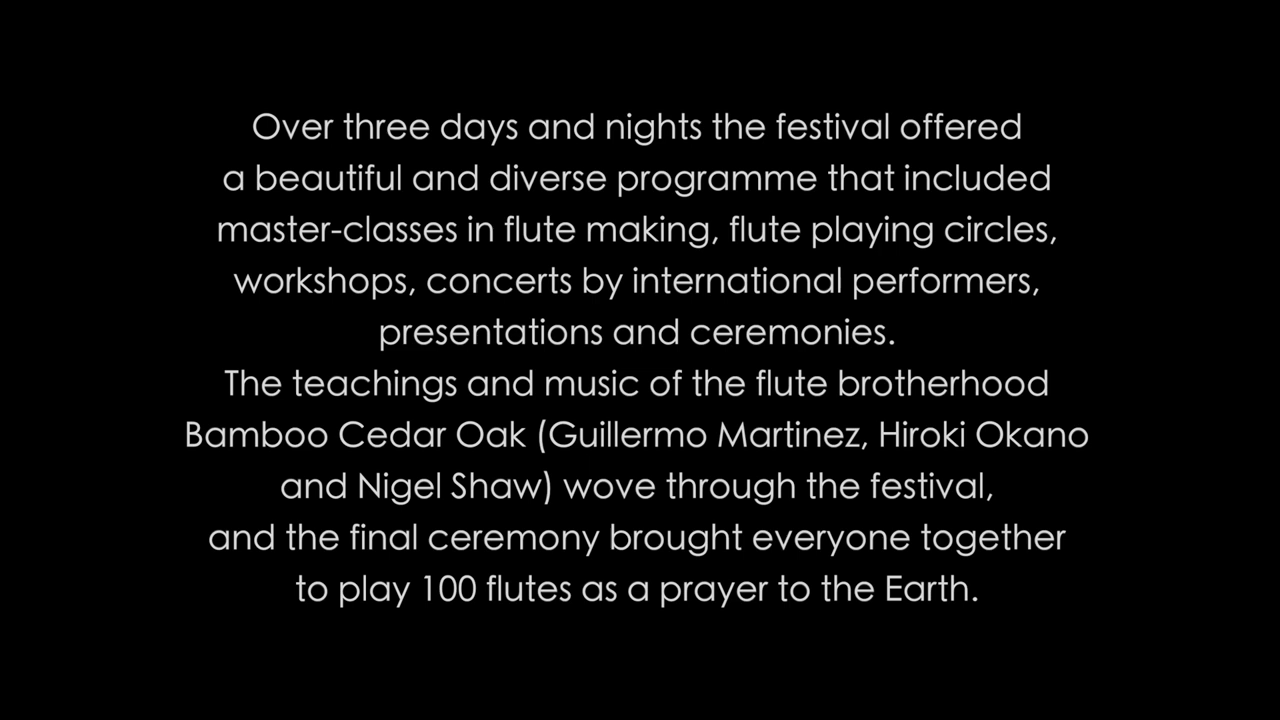 Over three days and nights the festival offered
a beautiful and diverse programme that included
master-classes in flute making, flute playing circles,
workshops, concerts by international performers,
presentations and ceremonies.
The teachings and music of the flute brotherhood
Bamboo Cedar Oak (Guillermo Martinez, Hiroki Okano
and Nigel Shaw) wove through the festival,
and the final ceremony brought everyone together
to play 100 flutes as a prayer to the Earth.